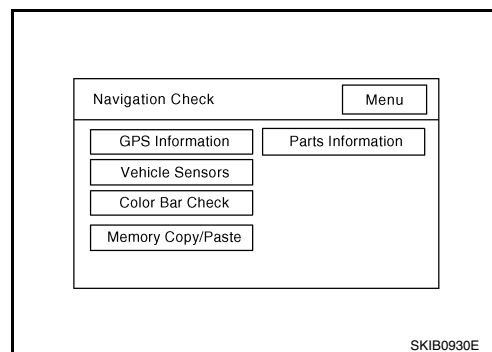 Navigation Check
Menu
GPS Information
Parts Information
Vehicle Sensors
Color Bar Check
Memory Copy/Paste
SKIB0930E